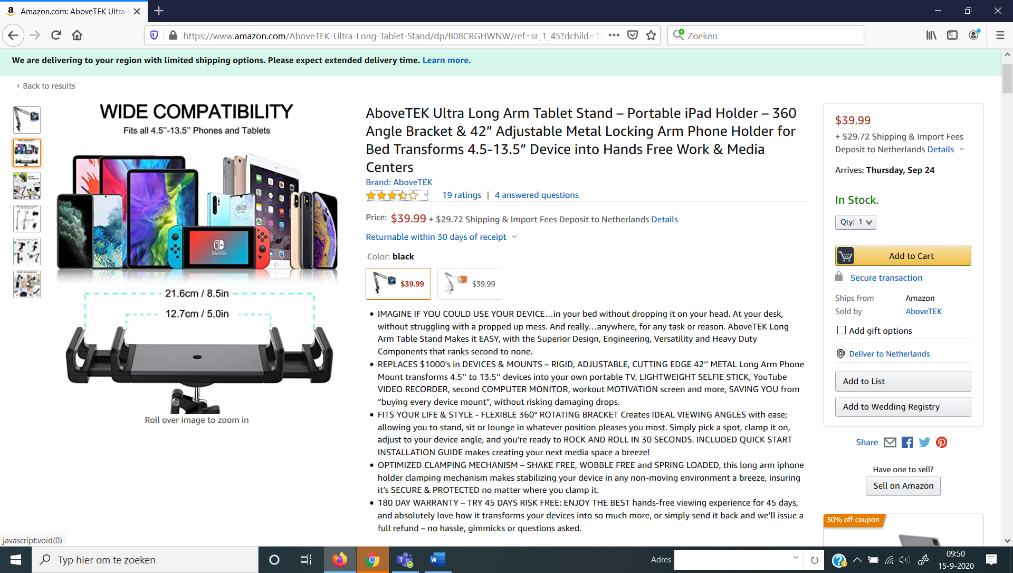 Amazon.com: AboveTEK Ultra-
https://www.amazon.com/AboveTEK-Ultra-Long-Tablet-Stand/dp/B08CRGHWNW/ref=sr_1_45?dchild=1
Zoeken
We are delivering to your region with limited shipping options. Please expect extended delivery time. Learn more.
‹ Back to results
WIDE COMPATIBILITY
Fits all 4.5"-13.5" Phones and Tablets
21.6cm / 8.5in
12.7cm / 5.0in
Roll over image to zoom in
AboveTEK Ultra Long Arm Tablet Stand – Portable iPad Holder – 360
Angle Bracket & 42" Adjustable Metal Locking Arm Phone Holder for
Bed Transforms 4.5-13.5" Device into Hands Free Work & Media
Centers
Brand: AboveTEK
19 ratings | 4 answered questions
Price: $39.99 + $29.72 Shipping & Import Fees Deposit to Netherlands Details
Returnable within 30 days of receipt
Color: black
$39.99
$39.99
• IMAGINE IF YOU COULD USE YOUR DEVICE...in your bed without dropping it on your head. At your desk,
without struggling with a propped up mess. And really...anywhere, for any task or reason. AboveTEK Long
Arm Table Stand Makes it EASY, with the Superior Design, Engineering, Versatility and Heavy Duty
Components that ranks second to none.
• REPLACES $1000's in DEVICES & MOUNTS – RIGID, ADJUSTABLE, CUTTING EDGE 42" METAL Long Arm Phone
Mount transforms 4.5" to 13.5" devices into your own portable TV, LIGHTWEIGHT SELFIE STICK, YouTube
VIDEO RECORDER, second COMPUTER MONITOR, workout MOTIVATION screen and more, SAVING YOU from
"buying every device mount", without risking damaging drops.
• FITS YOUR LIFE & STYLE - FLEXIBLE 360° ROTATING BRACKET Creates IDEAL VIEWING ANGLES with ease;
allowing you to stand, sit or lounge in whatever position pleases you most. Simply pick a spot, clamp it on,
adjust to your device angle, and you're ready to ROCK AND ROLL IN 30 SECONDS. INCLUDED QUICK START
INSTALLATION GUIDE makes creating your next media space a breeze!
• OPTIMIZED CLAMPING MECHANISM – SHAKE FREE, WOBBLE FREE and SPRING LOADED, this long arm iphone
holder clamping mechanism makes stabilizing your device in any non-moving environment a breeze, insuring
it's SECURE & PROTECTED no matter where you clamp it.
• 180 DAY WARRANTY – TRY 45 DAYS RISK FREE: ENJOY THE BEST hands-free viewing experience for 45 days,
and absolutely love how it transforms your devices into so much more, or simply send it back and we'll issue a
full refund – no hassle, gimmicks or questions asked.
$39.99
+ $29.72 Shipping & Import Fees
Deposit to Netherlands Details
Arrives: Thursday, Sep 24
In Stock.
Qty: 1
Add to Cart
Secure transaction
Ships from Amazon
Sold by AboveTEK
Add gift options
Deliver to Netherlands
Add to List
Add to Wedding Registry
Share
Have one to sell?
Sell on Amazon
30% off coupon
javascript:void(0)
Typ hier om te zoeken
Adres
09:50
15-9-2020